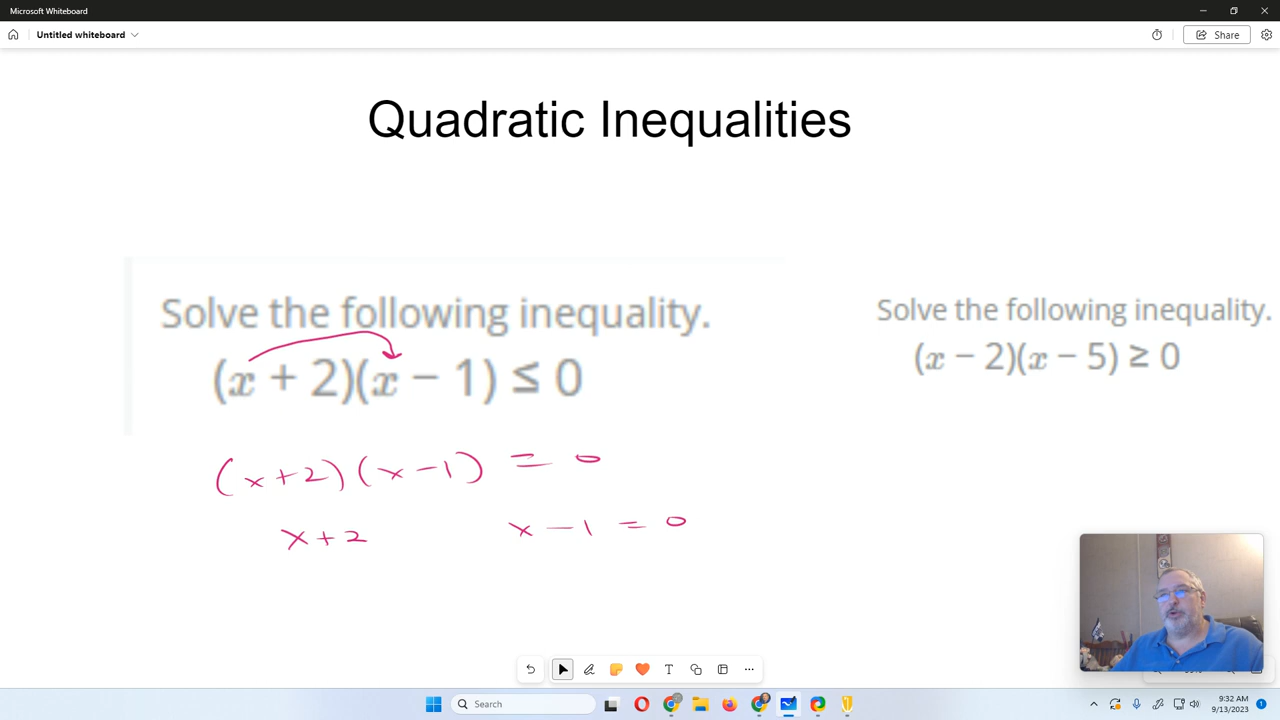 Microsoft Whiteboard
Untitled whiteboard
Share
Quadratic Inequalities
Solve the following inequality.
(x + 2)(x − 1) ≤ 0
(x+2)(x−1) = 0
x+2
x−1 = 0
Solve the following inequality.
(x − 2)(x − 5) ≥ 0
Search
9:32 AM
9/13/2023